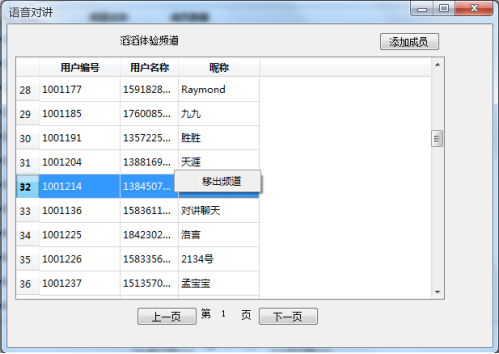 语音对讲
滔滔体验频道
添加成员
用户编号 用户名称 昵称
28 1001177 1591828... Raymond
29 1001185 1760085... 九九
30 1001191 1357225... 胜胜
31 1001204 1388169... 天涯
32 1001214 1384507...
移出频道
33 1001136 1583611... 对讲聊天
34 1001225 1842302... 洛言
35 1001226 1583356... 2134号
36 1001237 1513570... 孟宝宝
上一页 第 1 页 下一页